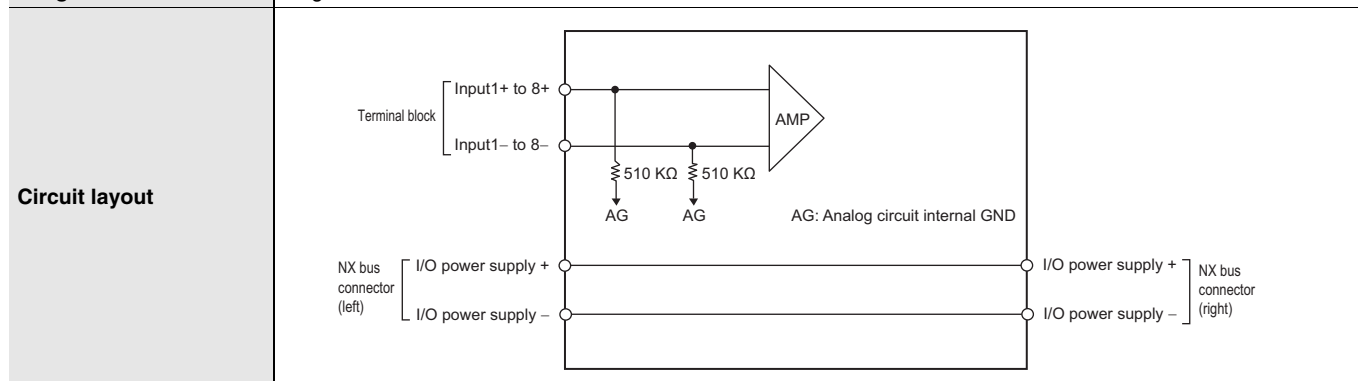 Circuit layout
Terminal block
Input1+ to 8+
Input1− to 8−
AMP
510 KΩ
510 KΩ
AG
AG
AG: Analog circuit internal GND
NX bus
connector
(left)
I/O power supply +
I/O power supply −
I/O power supply +
I/O power supply −
NX bus
connector
(right)